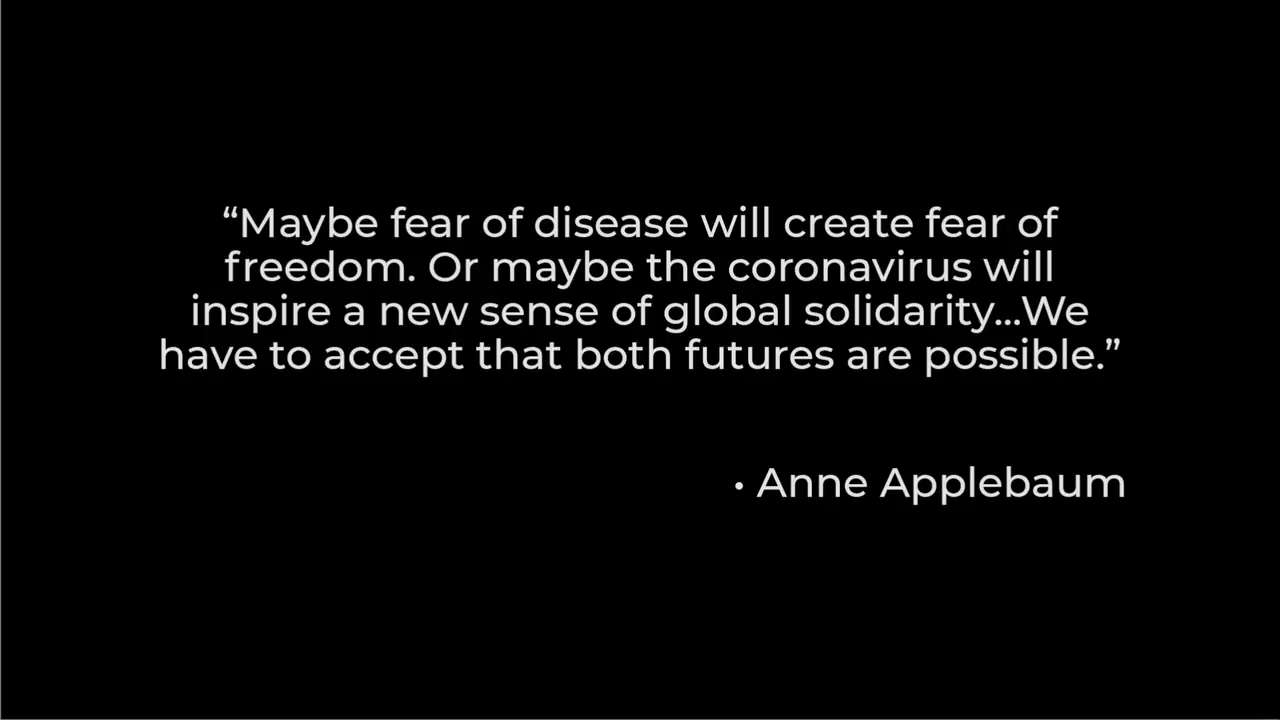 “Maybe fear of disease will create fear of
freedom. Or maybe the coronavirus will
inspire a new sense of global solidarity...We
have to accept that both futures are possible.”
• Anne Applebaum